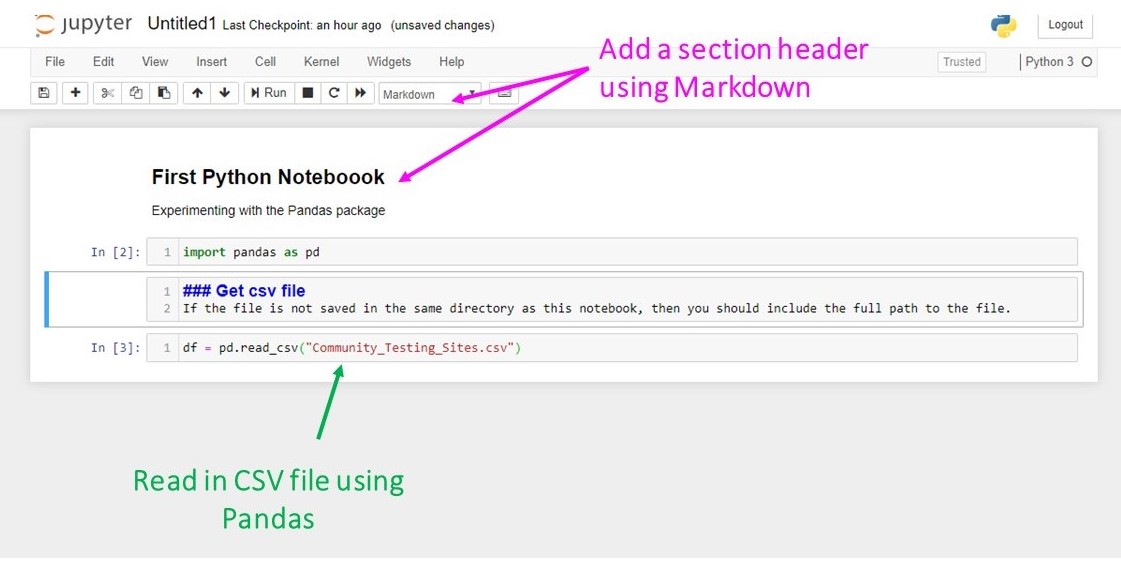 jupyter Untitled1 Last Checkpoint: an hour ago (unsaved changes)
Logout
File Edit View Insert Cell Kernel Widgets Help
Trusted
Python 3
Add a section header
using Markdown
Run
Markdown
First Python Noteboook
Experimenting with the Pandas package
In [2]: 1 import pandas as pd
1 ### Get csv file
2 If the file is not saved in the same directory as this notebook, then you should include the full path to the file.
In [3]: 1 df = pd.read_csv("Community_Testing_Sites.csv")
Read in CSV file using
Pandas